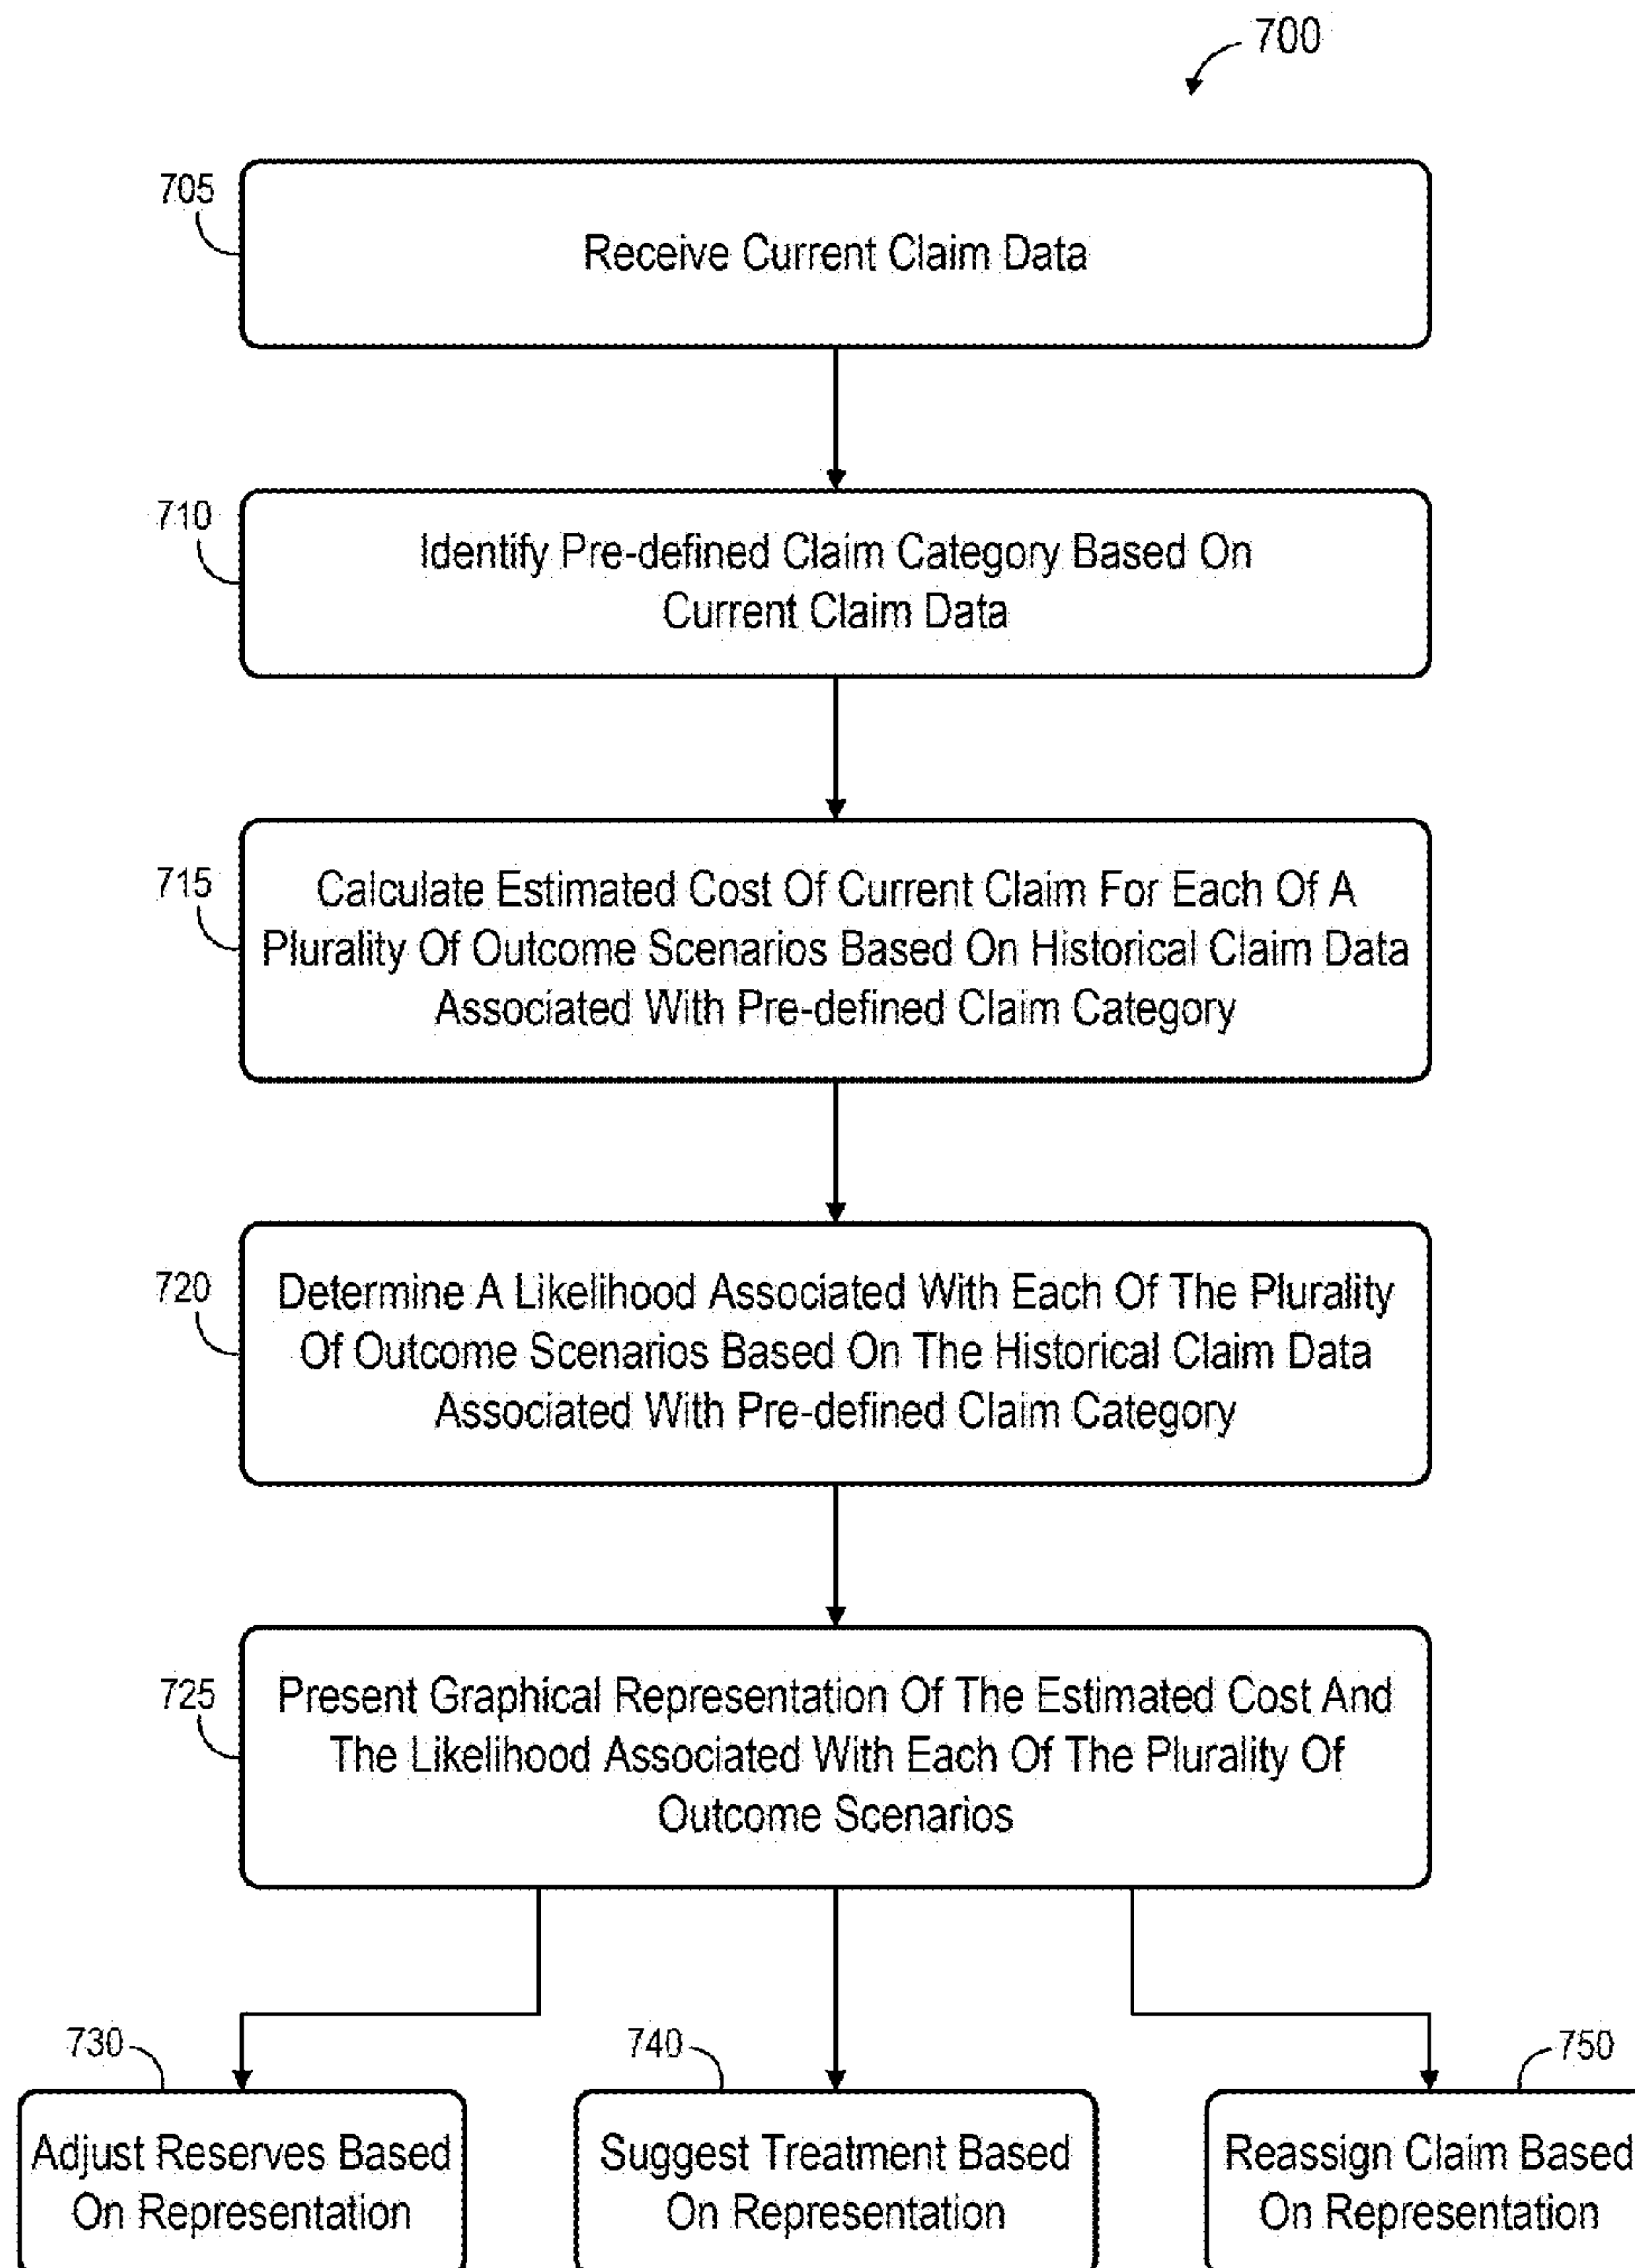 700
705
Receive Current Claim Data
710
Identify Pre-defined Claim Category Based On
Current Claim Data
715
Calculate Estimated Cost Of Current Claim For Each Of A
Plurality Of Outcome Scenarios Based On Historical Claim Data
Associated With Pre-defined Claim Category
720
Determine A Likelihood Associated With Each Of The Plurality
Of Outcome Scenarios Based On The Historical Claim Data
Associated With Pre-defined Claim Category
725
Present Graphical Representation Of The Estimated Cost And
The Likelihood Associated With Each Of The Plurality Of
Outcome Scenarios
730
Adjust Reserves Based
On Representation
740
Suggest Treatment Based
On Representation
750
Reassign Claim Based
On Representation